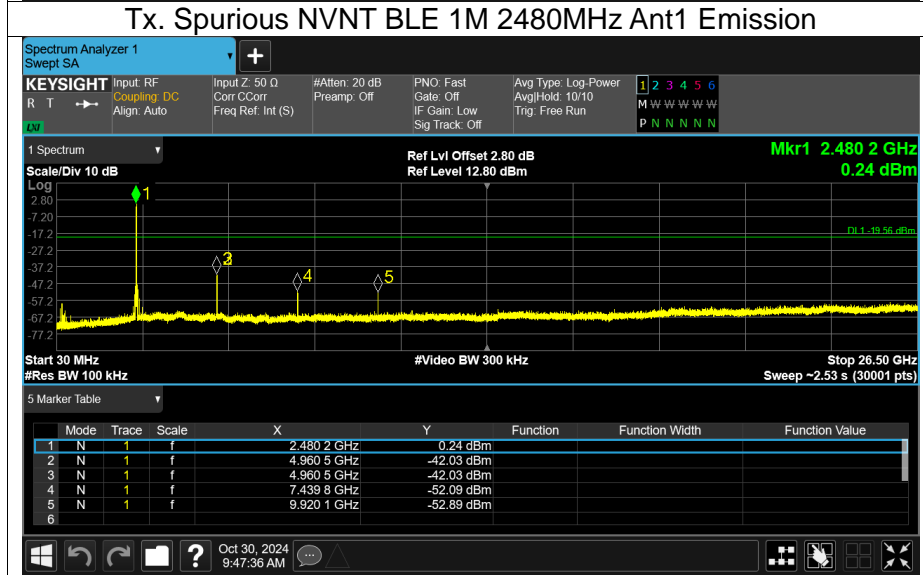 Tx. Spurious NVNT BLE 1M 2480MHz Ant1 Emission
Spectrum Analyzer 1
Swept SA
+
KEYSIGHT
R T
LXI
Input: RF
Coupling: DC
Align: Auto
Input Z: 50 Ω
Corr CCorr
Freq Ref: Int (S)
#Atten: 20 dB
Preamp: Off
PNO: Fast
Gate: Off
IF Gain: Low
Sig Track: Off
Avg Type: Log-Power
Avg|Hold: 10/10
Trig: Free Run
1 2 3 4 5 6
M W W W W W
P N N N N N
1 Spectrum
Scale/Div 10 dB
Ref Lvl Offset 2.80 dB
Ref Level 12.80 dBm
Mkr1 2.480 2 GHz
0.24 dBm
Log
2.80
-7.20
-17.2
-27.2
-37.2
-47.2
-57.2
-67.2
-77.2
1
3
4
5
DL1 -19.56 dBm
Start 30 MHz
#Video BW 300 kHz
Stop 26.50 GHz
#Res BW 100 kHz
Sweep ~2.53 s (30001 pts)
5 Marker Table
Mode Trace Scale X Y Function Function Width Function Value
1 N 1 f 2.480 2 GHz 0.24 dBm
2 N 1 f 4.960 5 GHz -42.03 dBm
3 N 1 f 4.960 5 GHz -42.03 dBm
4 N 1 f 7.439 8 GHz -52.09 dBm
5 N 1 f 9.920 1 GHz -52.89 dBm
6
?
Oct 30, 2024
9:47:36 AM